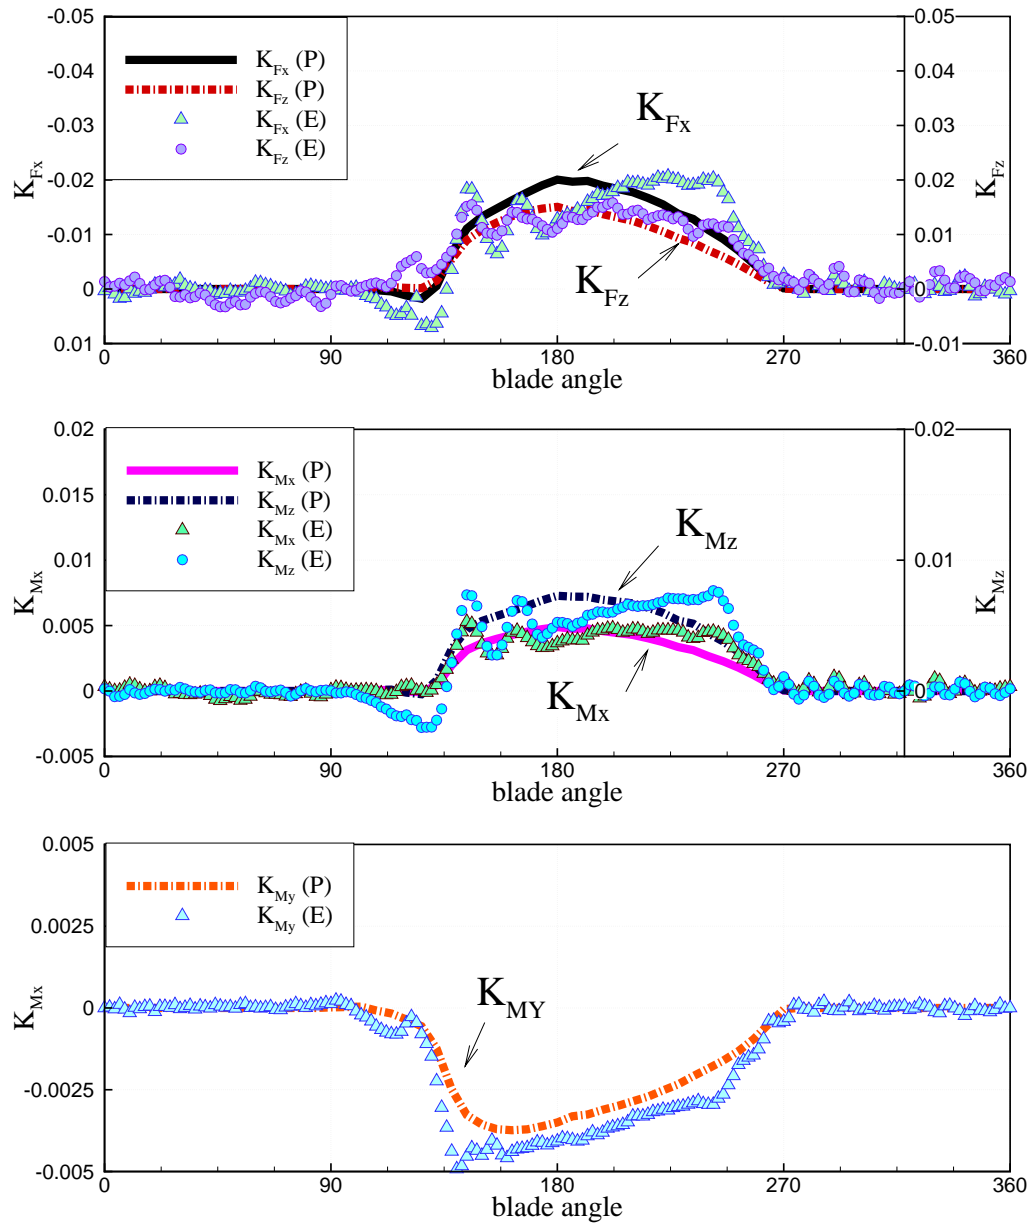 -0.05
0.05
K_Fx (P)
K_Fz (P)
K_Fx (E)
K_Fz (E)
-0.04
0.04
-0.03
0.03
-0.02
0.02
-0.01
0.01
0
0
0.01
-0.01
K_Fx
K_Fz
K_Fx
K_Fz
0
90
180
270
360
blade angle
0.02
0.02
K_Mx (P)
K_Mz (P)
K_Mx (E)
K_Mz (E)
0.015
0.01
0.01
0.005
0
0
-0.005
K_Mx
K_Mz
K_Mz
K_Mx
0
90
180
270
360
blade angle
0.005
K_My (P)
K_My (E)
0.0025
0
-0.0025
-0.005
K_Mx
K_MY
0
90
180
270
360
blade angle